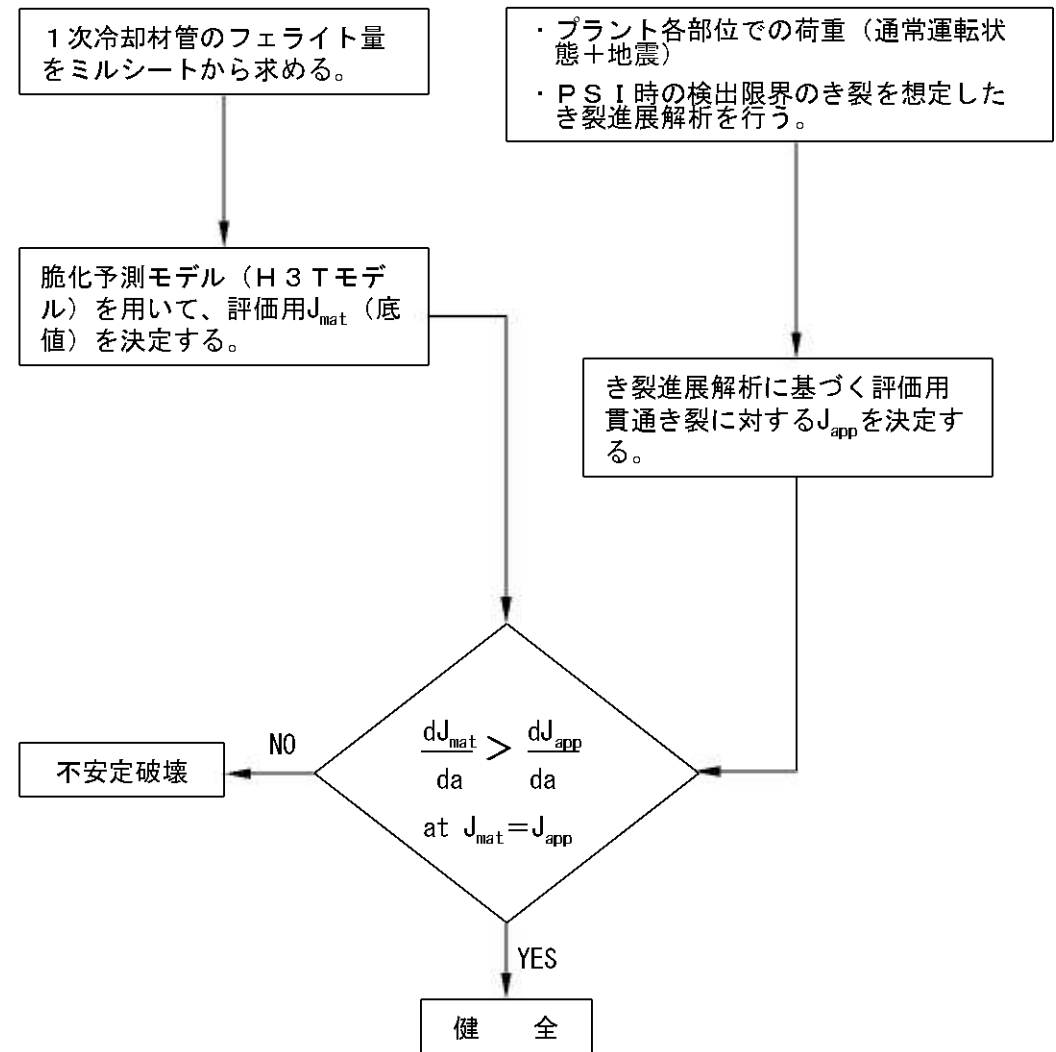 1次冷却材管のフェライト量
をミルシートから求める。
・プラント各部位での荷重（通常運転状
態＋地震）
・PSI時の検出限界のき裂を想定した
き裂進展解析を行う。
脆化予測モデル（H3Tモデ
ル）を用いて、評価用Jmat（底
値）を決定する。
き裂進展解析に基づく評価用
貫通き裂に対するJappを決定す
る。
dJmat/da > dJapp/da
at Jmat＝Japp
NO
不安定破壊
YES
健　全